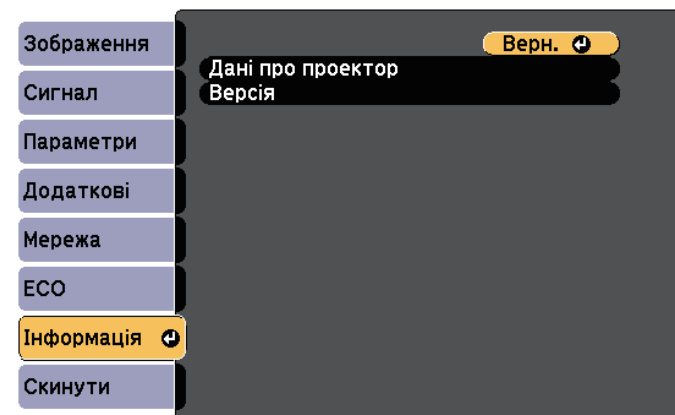 Зображення
Сигнал
Параметри
Додаткові
Мережа
ECO
Інформація
Скинути
Верн.
Дані про проектор
Версія